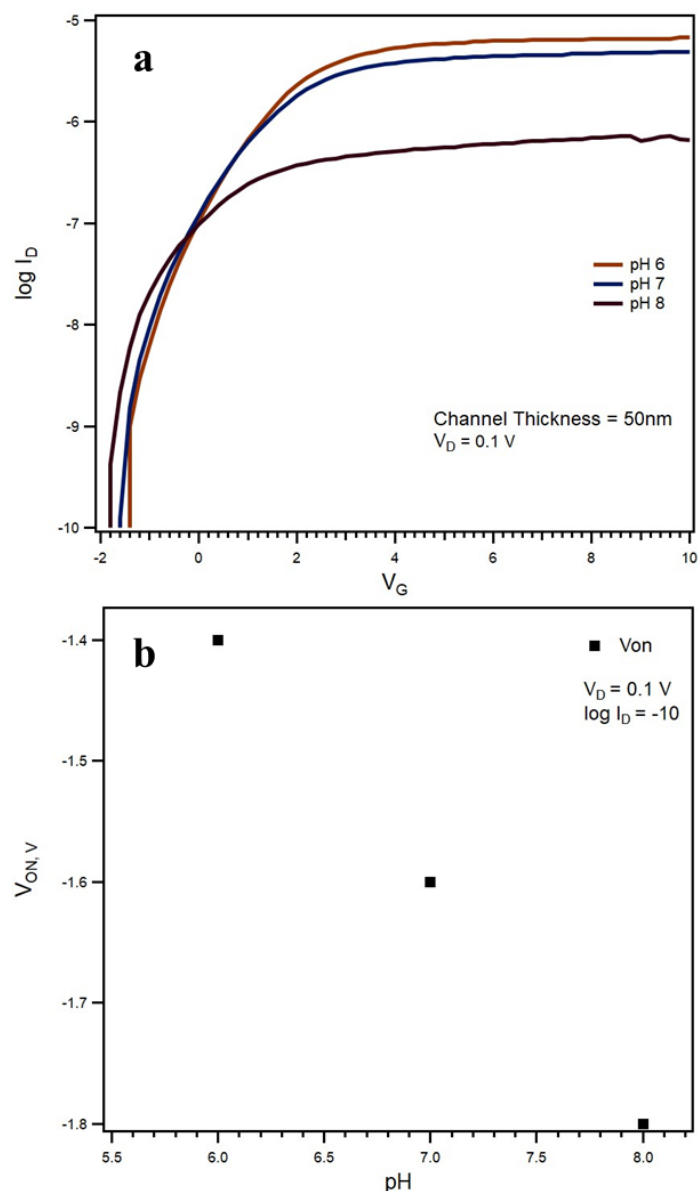 a
-5
-6
-7
-8
-9
-10
log I_D
pH 6
pH 7
pH 8
Channel Thickness = 50nm
V_D = 0.1 V
-2 0 2 4 6 8 10
V_G
b
-1.4
-1.5
-1.6
-1.7
-1.8
V_ON, V
Von
V_D = 0.1 V
log I_D = -10
5.5 6.0 6.5 7.0 7.5 8.0
pH